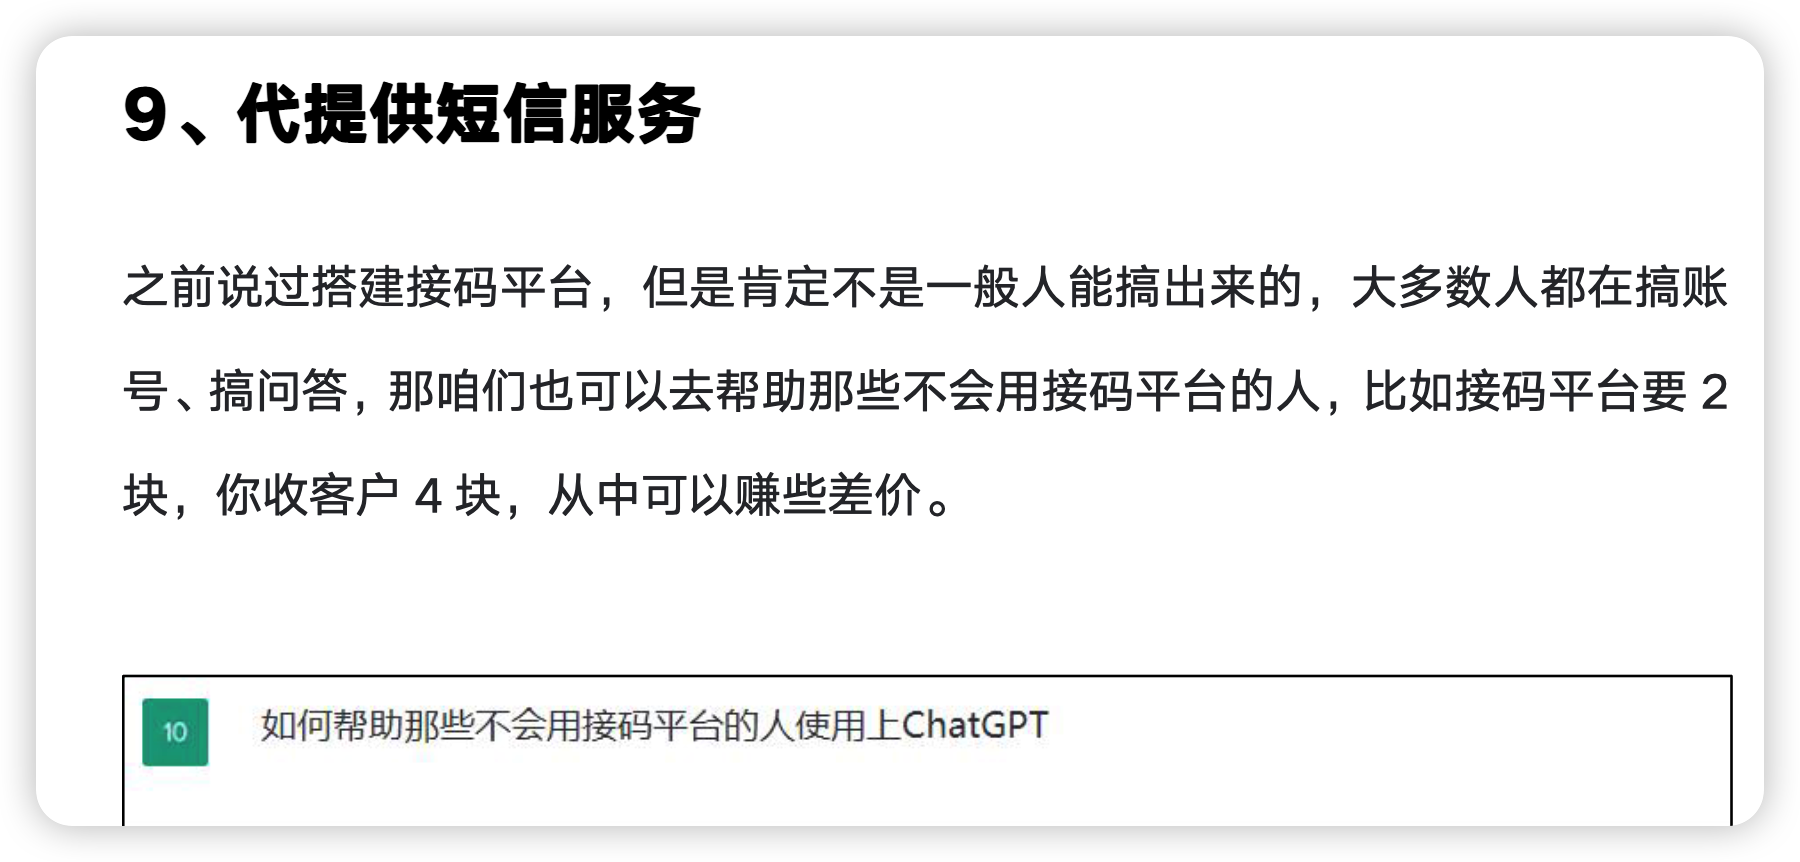 9、代提供短信服务
之前说过搭建接码平台，但是肯定不是一般人能搞出来的，大多数人都在搞账
号、搞问答，那咱们也可以去帮助那些不会用接码平台的人，比如接码平台要 2
块，你收客户 4 块，从中可以赚些差价。
10 如何帮助那些不会用接码平台的人使用上ChatGPT